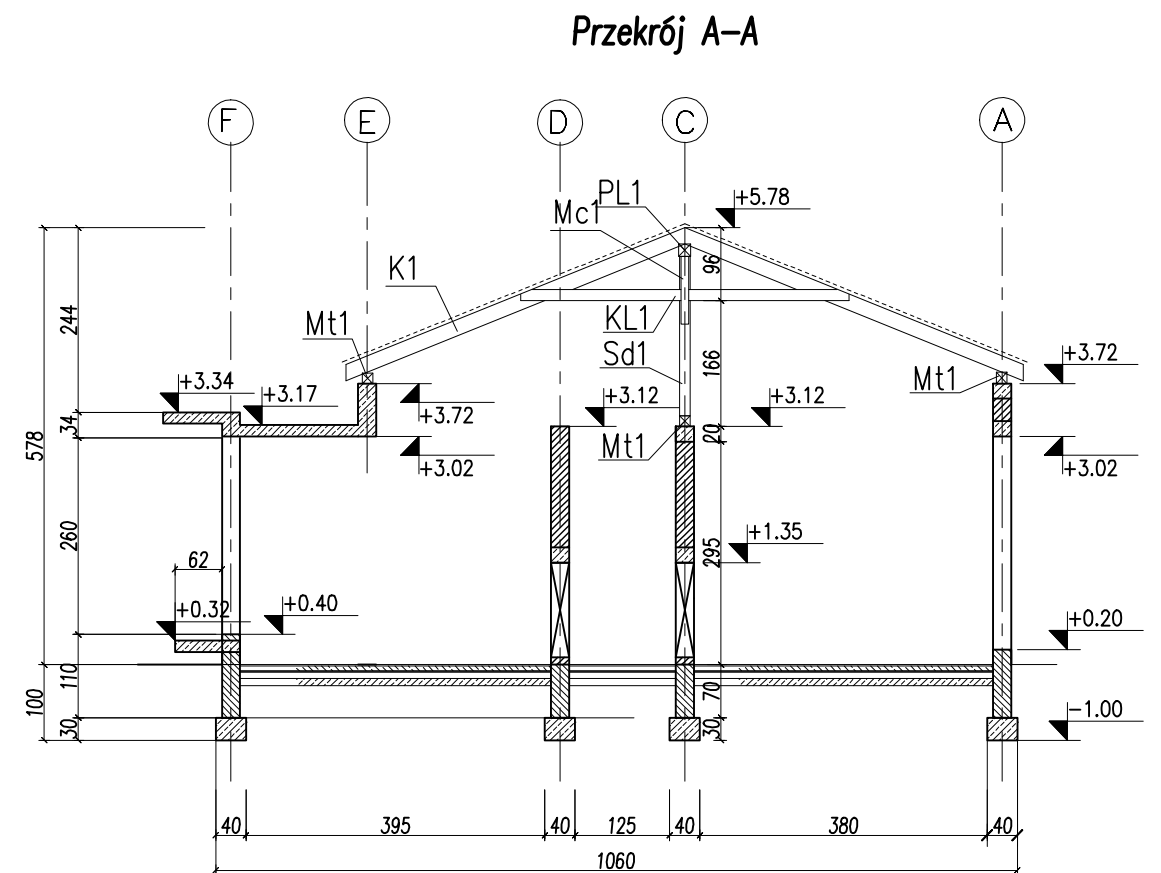 Przekrój A-A
F E D C A
PL1
Mc1
+5.78
K1
96
Mt1
KL1
244
Sd1
166
+3.72
Mt1
+3.34
+3.17
+3.72
+3.12
+3.12
34
20
Mt1
578
+3.02
+3.02
260
+1.35
295
62
+0.32
+0.40
+0.20
110
100
70
-1.00
30
30
40 395 40 125 40 380 40
1060